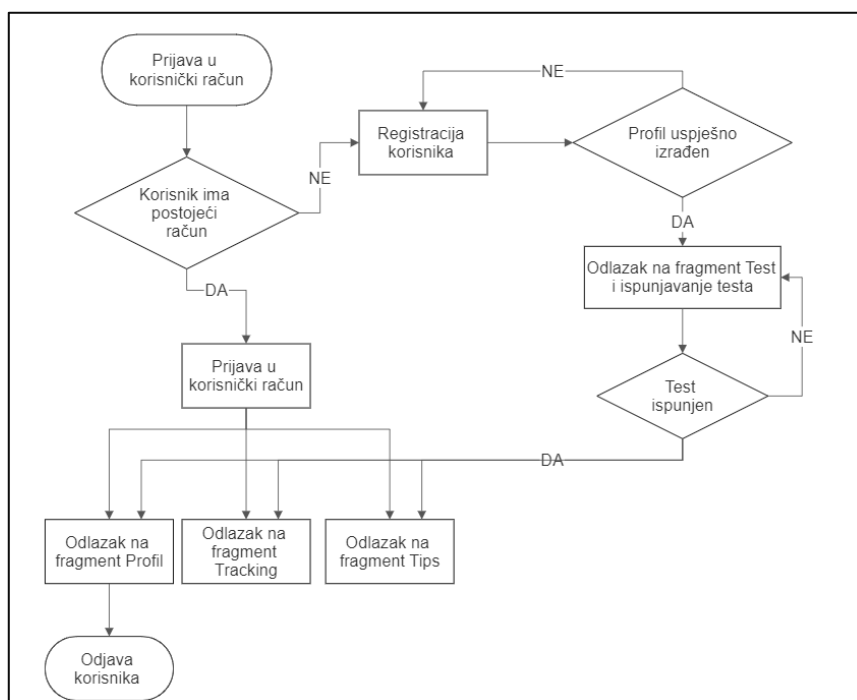 Prijava u
korisnički račun
NE
Registracija
korisnika
Profil uspješno
izrađen
NE
Korisnik ima
postojeći
račun
DA
DA
Odlazak na fragment Test
i ispunjavanje testa
NE
Prijava u
korisnički račun
Test
ispunjen
DA
Odlazak na
fragment Profil
Odlazak na
fragment
Tracking
Odlazak na
fragment Tips
Odjava
korisnika